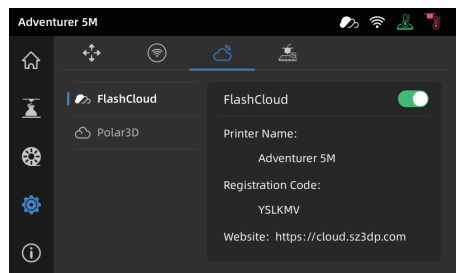 Adventurer 5M
FlashCloud
Polar3D
FlashCloud
Printer Name:
Adventurer 5M
Registration Code:
YSLKMV
Website: https://cloud.sz3dp.com